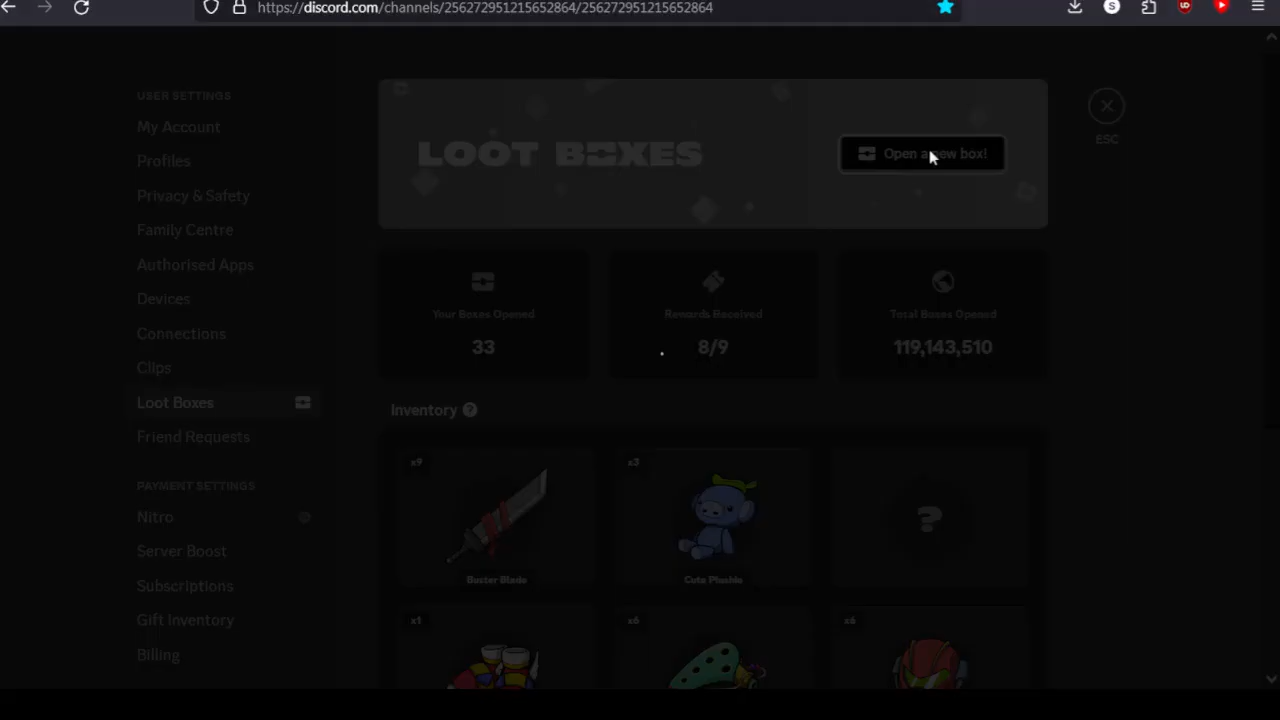 https://discord.com/channels/256272951215652864/256272951215652864
USER SETTINGS
My Account
Profiles
Privacy & Safety
Family Centre
Authorised Apps
Devices
Connections
Clips
Loot Boxes
Friend Requests
PAYMENT SETTINGS
Nitro
Server Boost
Subscriptions
Gift Inventory
Billing
LOOT BOXES
Open a new box!
ESC
Your Boxes Opened
33
Rewards Received
8/9
Total Boxes Opened
119,143,510
Inventory ?
x9
Buster Blade
x3
Cute Plushie
?
x1
x6
x6